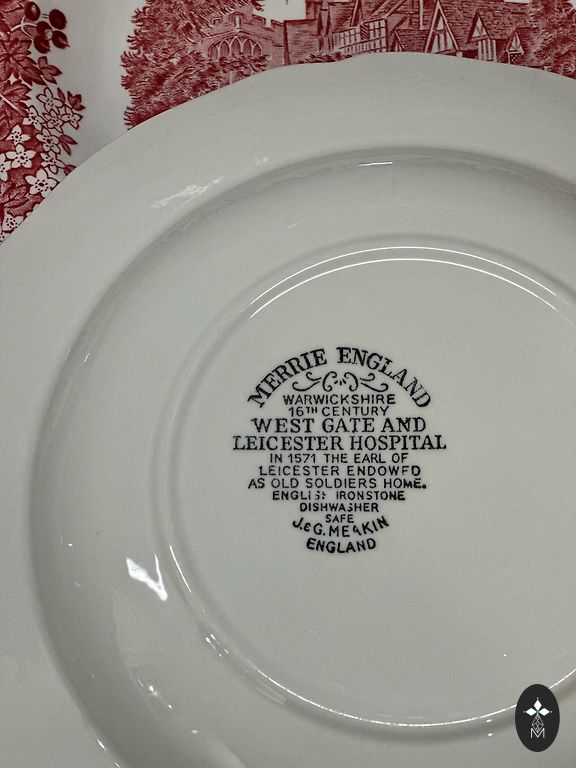 MERRIE ENGLAND
WARWICKSHIRE
16TH CENTURY
WEST GATE AND
LEICESTER HOSPITAL
IN 1571 THE EARL OF
LEICESTER ENDOWED
AS OLD SOLDIERS HOME.
ENGLISH IRONSTONE
DISHWASHER
SAFE
J.&G. MEAKIN
ENGLAND
M